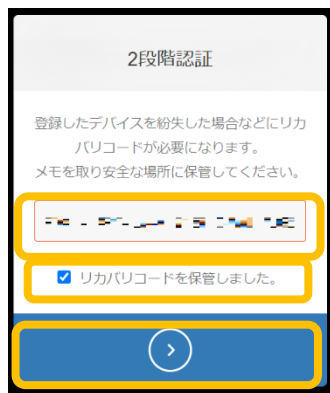 2段階認証
登録したデバイスを紛失した場合などにリカ
バリコードが必要になります。
メモを取り安全な場所に保管してください。
リカバリコードを保管しました。